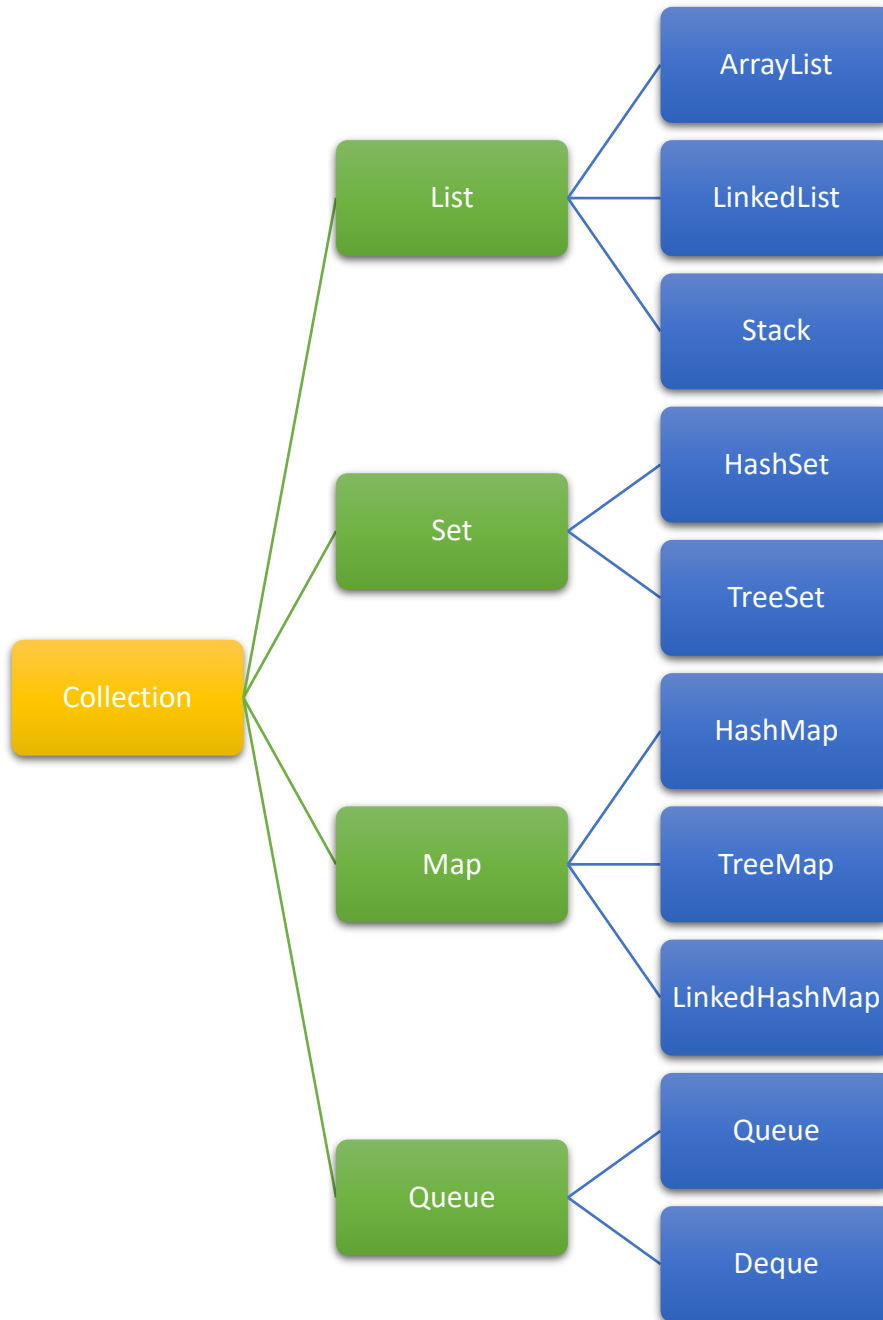 Collection
List
ArrayList
LinkedList
Stack
Set
HashSet
TreeSet
Map
HashMap
TreeMap
LinkedHashMap
Queue
Queue
Deque